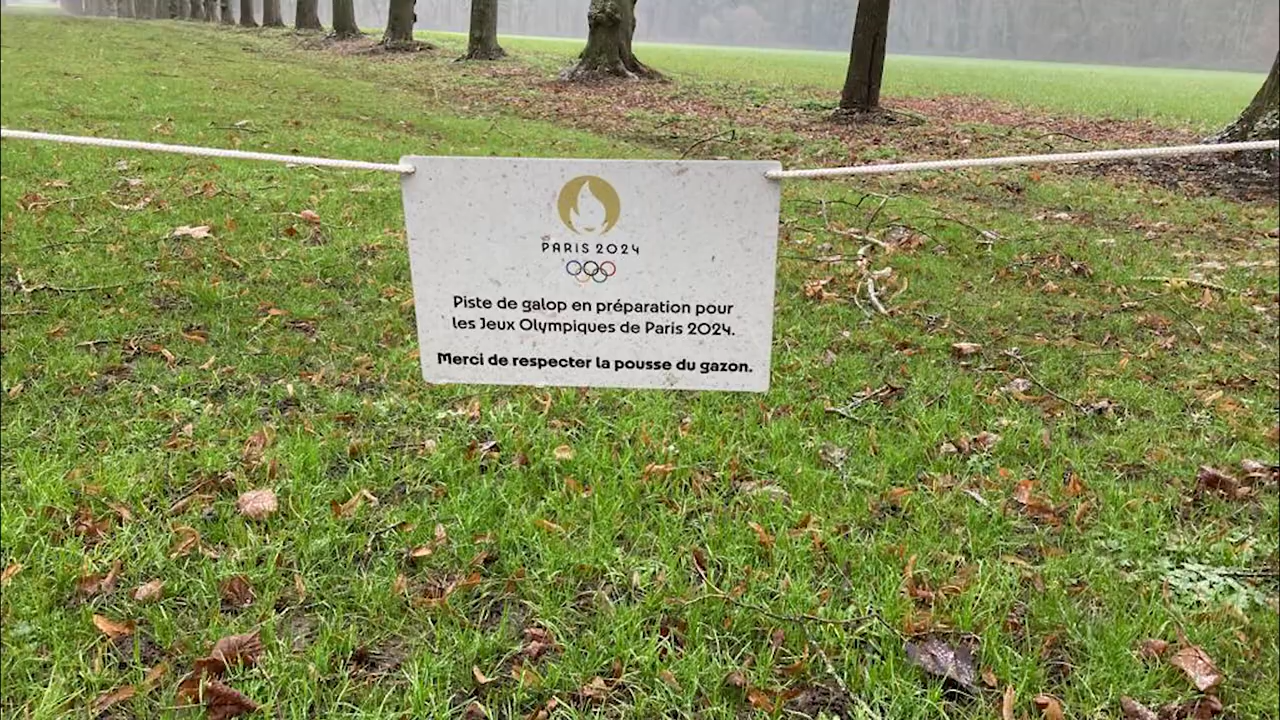 PARIS 2024
Piste de galop en préparation pour
les Jeux Olympiques de Paris 2024.
Merci de respecter la pousse du gazon.